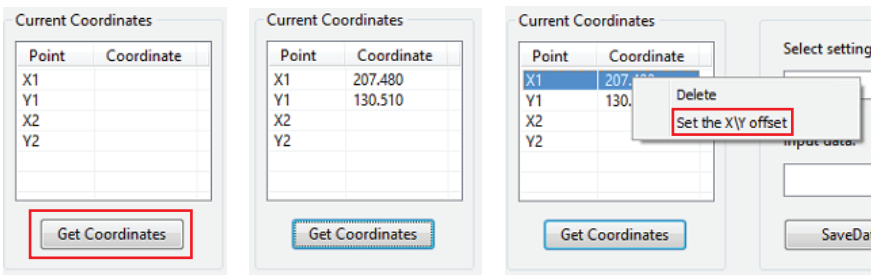 Current Coordinates
Point Coordinate
X1
Y1
X2
Y2
Get Coordinates
Current Coordinates
Point Coordinate
X1 207.480
Y1 130.510
X2
Y2
Get Coordinates
Current Coordinates
Point Coordinate
X1
Y1 130.
X2
Y2
Get Coordinates
Delete
Set the X\Y offset
Select setting
Input data:
SaveDat